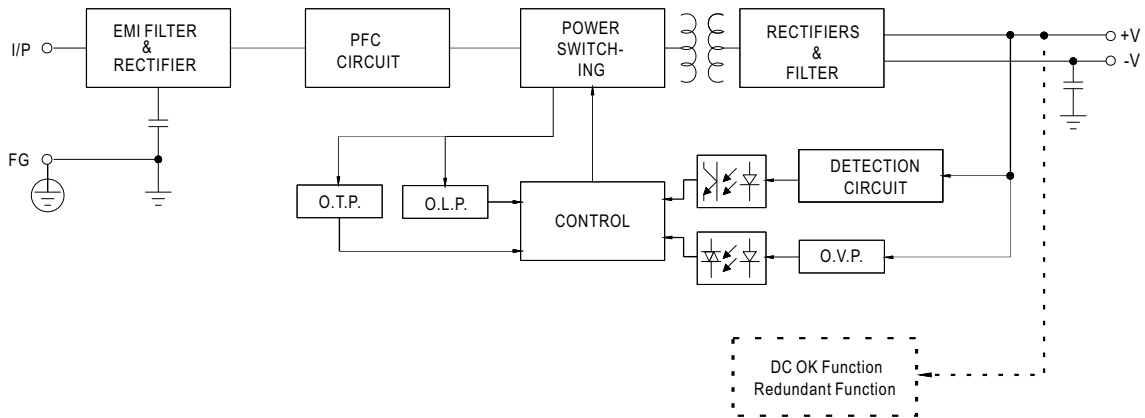 I/P
EMI FILTER
&
RECTIFIER
PFC
CIRCUIT
POWER
SWITCH-
ING
RECTIFIERS
&
FILTER
+V
-V
FG
O.T.P.
O.L.P.
CONTROL
DETECTION
CIRCUIT
O.V.P.
DC OK Function
Redundant Function